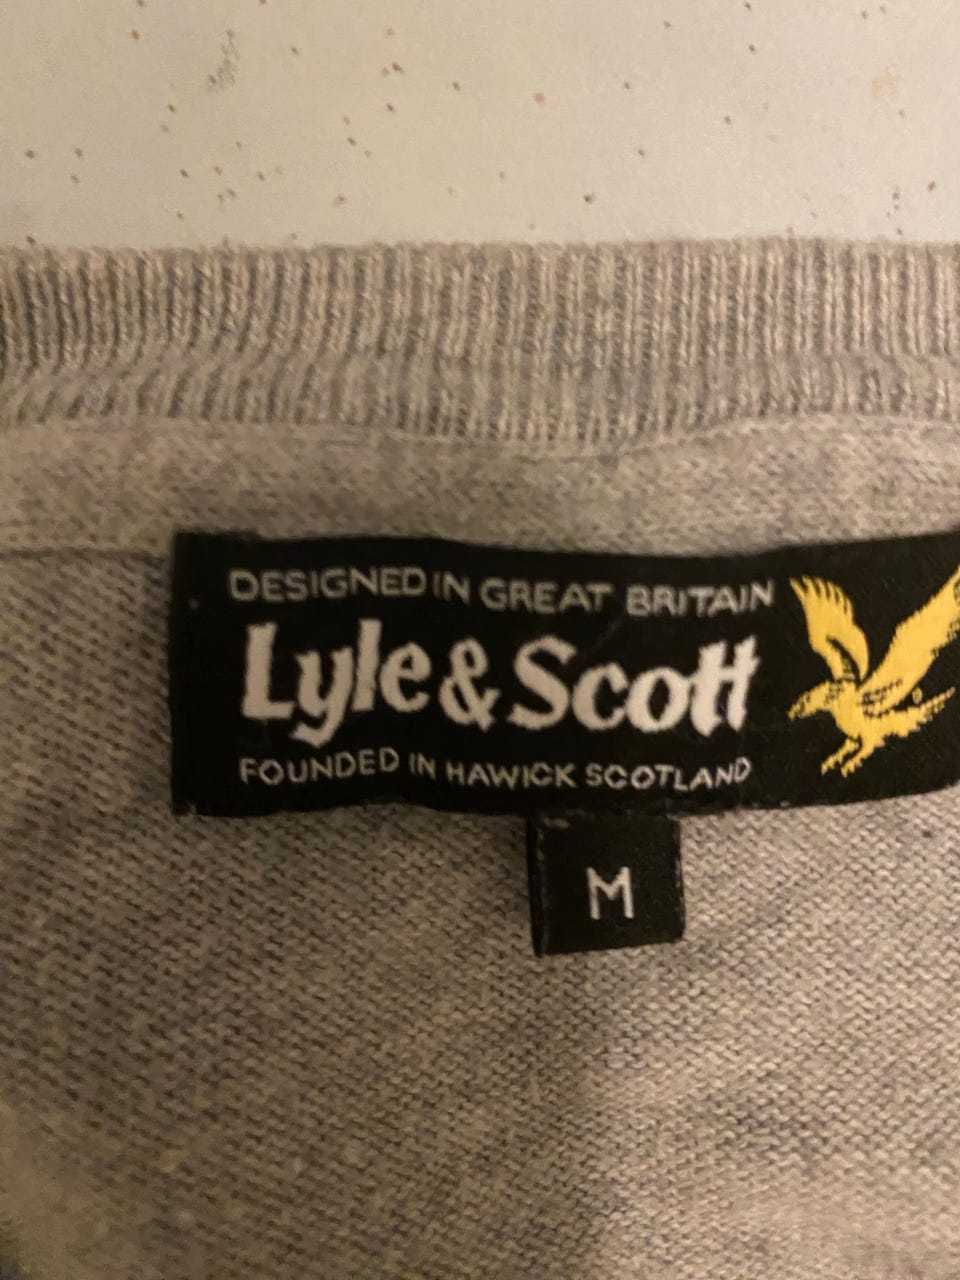 DESIGNED IN GREAT BRITAIN
Lyle & Scott
FOUNDED IN HAWICK SCOTLAND
M